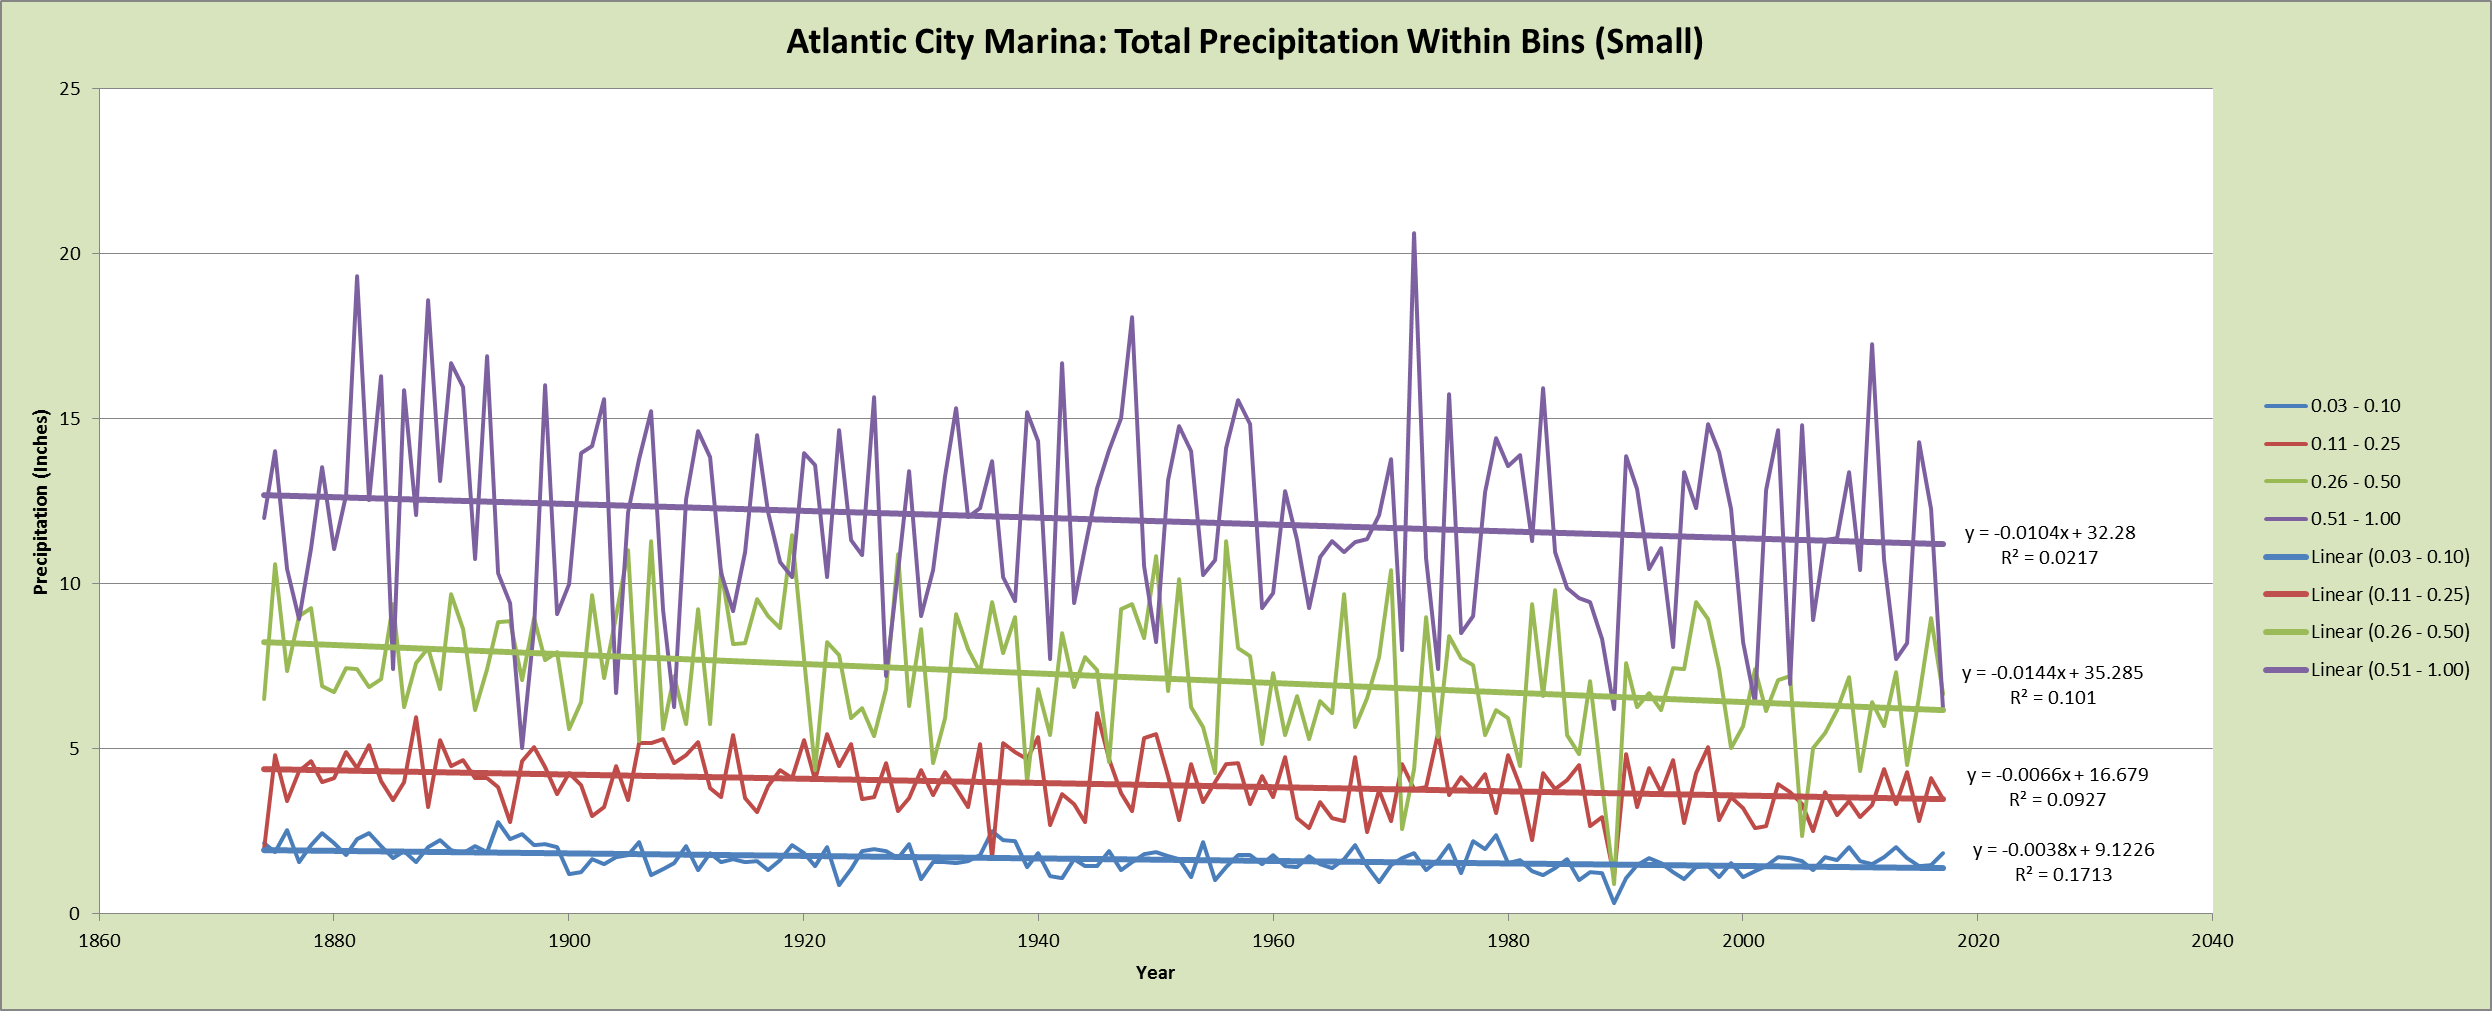 Atlantic City Marina: Total Precipitation Within Bins (Small)
25
20
15
10
5
0
Precipitation (Inches)
1860
1880
1900
1920
1940
1960
1980
2000
2020
2040
Year
y = -0.0104x + 32.28
R² = 0.0217
y = -0.0144x + 35.285
R² = 0.101
y = -0.0066x + 16.679
R² = 0.0927
y = -0.0038x + 9.1226
R² = 0.1713
0.03 - 0.10
0.11 - 0.25
0.26 - 0.50
0.51 - 1.00
Linear (0.03 - 0.10)
Linear (0.11 - 0.25)
Linear (0.26 - 0.50)
Linear (0.51 - 1.00)